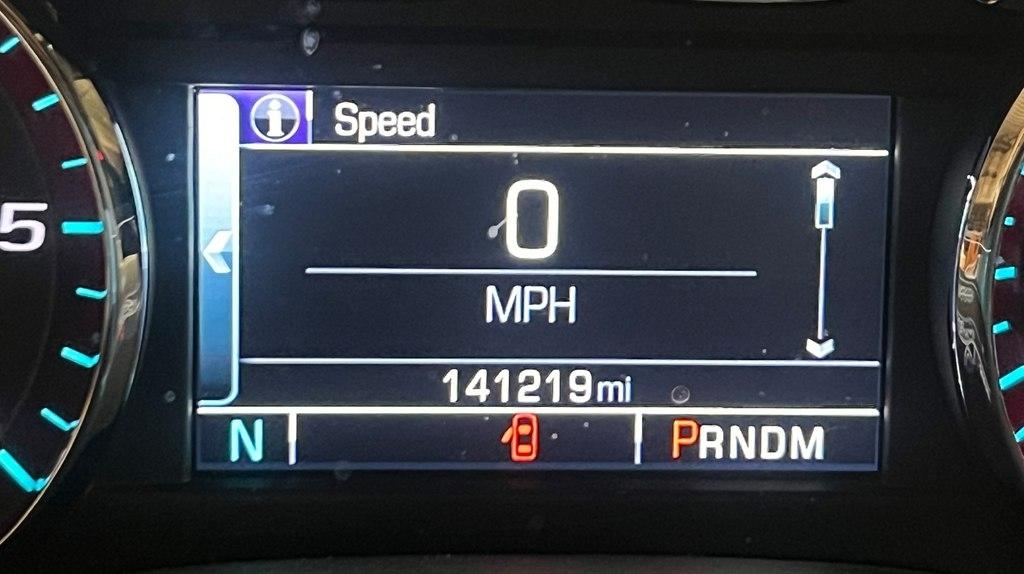 Speed
5
0
MPH
141219mi
N
PRNDM